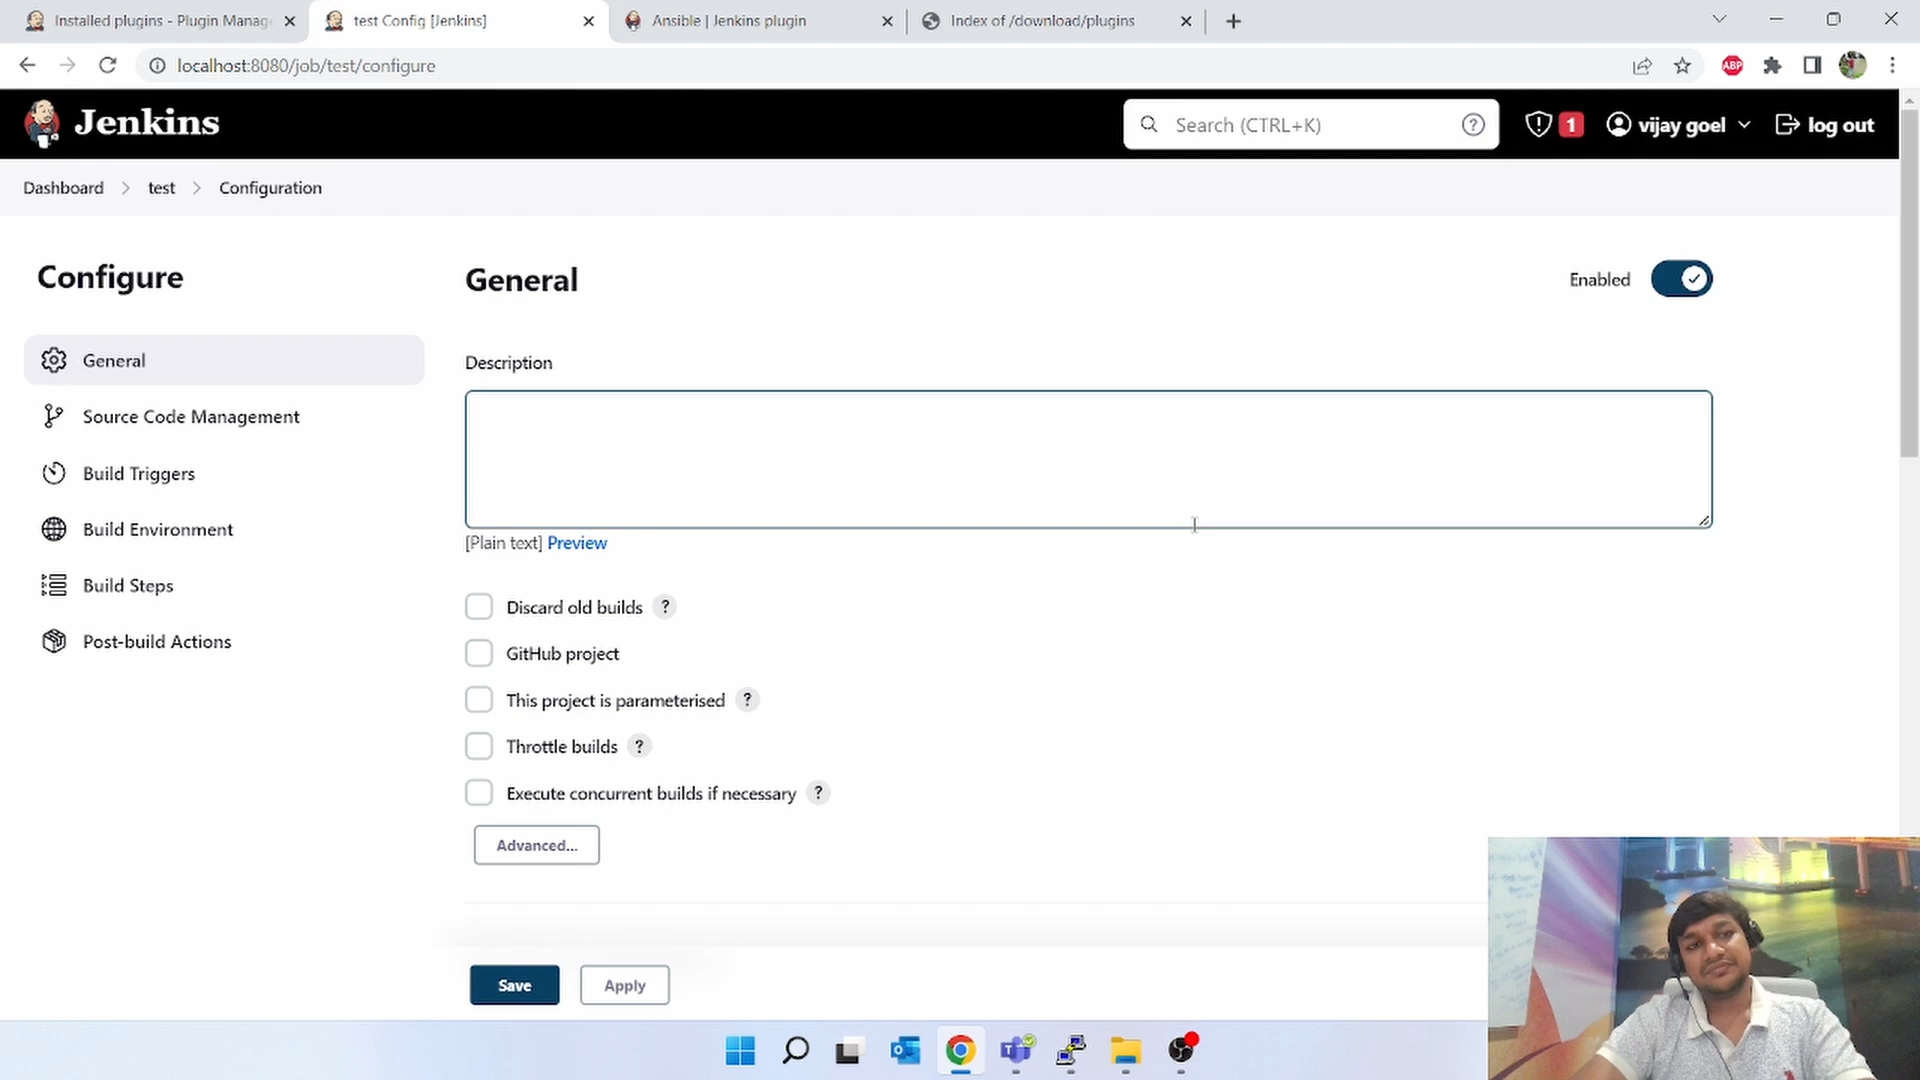 Installed plugins - Plugin Manag
test Config [Jenkins]
Ansible | Jenkins plugin
Index of /download/plugins
localhost:8080/job/test/configure
ABP
Jenkins
Search (CTRL+K)
?
1
vijay goel
log out
Dashboard
test
Configuration
Configure
General
Source Code Management
Build Triggers
Build Environment
Build Steps
Post-build Actions
General
Enabled
Description
[Plain text] Preview
Discard old builds ?
GitHub project
This project is parameterised ?
Throttle builds ?
Execute concurrent builds if necessary ?
Advanced...
Save
Apply